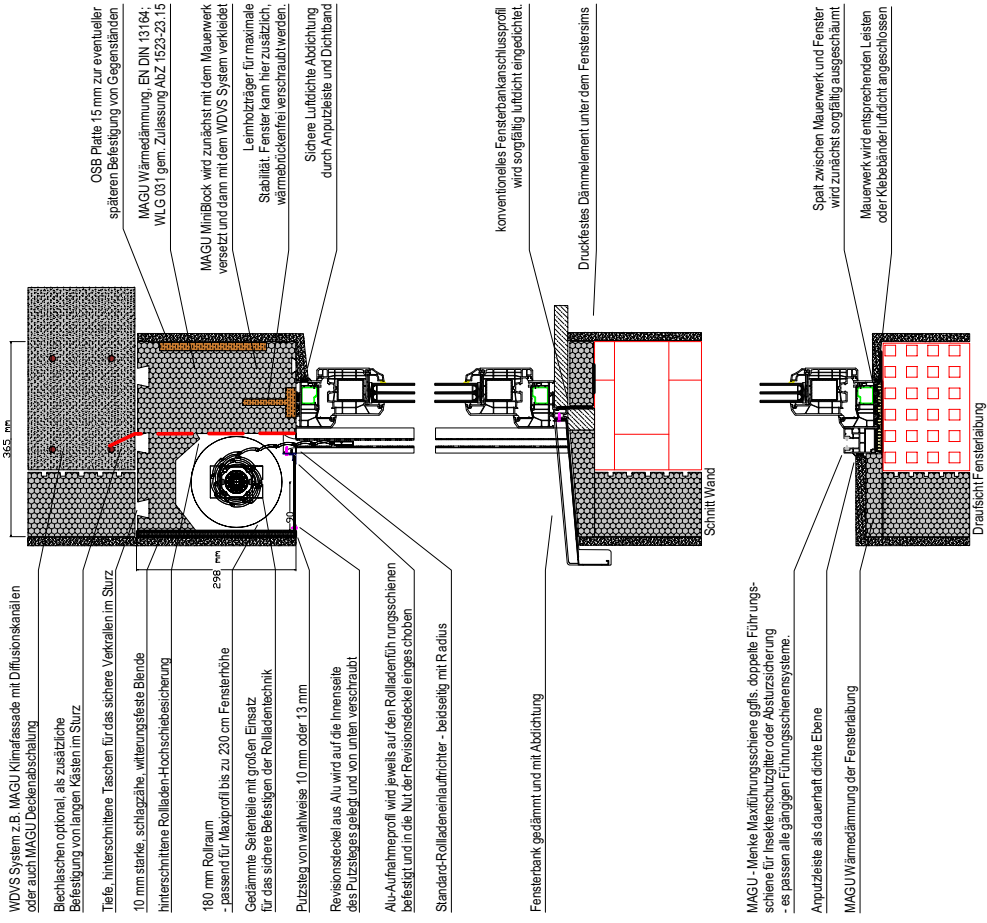 WDVS System z.B. MAGU Klimafassade mit Diffusionskanälen
oder auch MAGU Deckenabschalung
Blechlaschen optional, als zusätzliche
Befestigung von langen Kästen im Sturz
Tiefe, hinterschnittene Taschen für das sichere Verkrallen im Sturz
10 mm starke, schlagzähe, witterungsfeste Blende
hinterschnittene Rollladen-Hochschiebesicherung
180 mm Rollraum
- passend für Maxiprofil bis zu 230 cm Fensterhöhe
Gedämmte Seitenteile mit großen Einsatz
für das sichere Befestigen der Rolladentechnik
Putzsteg von wahlweise 10 mm oder 13 mm
Revisionsdeckel aus Alu wird auf die Innenseite
des Putzsteges gelegt und von unten verschraubt
Alu-Aufnahmeprofil wird jeweils auf den Rolladenführungsschienen
befestigt und in die Nut der Revisionsdeckel eingeschoben
Standard-Rollladeneinlauftrichter - beidseitig mit Radius
Fensterbank gedämmt und mit Abdichtung
MAGU - Menke Maxiführungsschiene ggfls. doppelte Führungs-
schiene für Insektenschutzgitter oder Absturzsicherung
- es passen alle gängigen Führungsschienensysteme.
Anputzleiste als dauerhaft dichte Ebene
MAGU Wärmedämmung der Fensterlaibung
365 mm
298 mm
90
Schnitt Wand
Draufsicht Fensterlaibung
OSB Platte 15 mm zur eventueller
späteren Befestigung von Gegenständen
MAGU Wärmedämmung, EN DIN 13164;
WLG 031 gem. Zulassung AbZ 1523-23.15
MAGU MiniBlock wird zunächst mit dem Mauerwerk
versetzt und dann mit dem WDVS System verkleidet
Leimholzträger für maximale
Stabilität. Fenster kann hier zusätzlich,
wärmebrückenfrei verschraubt werden.
Sichere Luftdichte Abdichtung
durch Anputzleiste und Dichtband
konventionelles Fensterbankanschlussprofil
wird sorgfältig luftdicht eingedichtet.
Druckfestes Dämmelement unter dem Fenstersims
Spalt zwischen Mauerwerk und Fenster
wird zunächst sorgfältig ausgeschäumt
Mauerwerk wird entsprechenden Leisten
oder Klebebänder luftdicht angeschlossen